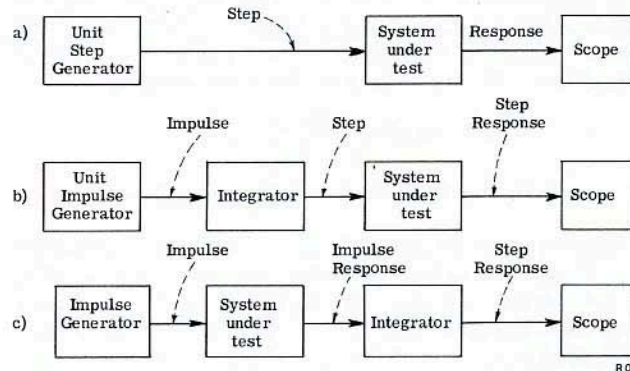 a)
Unit
Step
Generator
Step
System
under
test
Response
Scope
b)
Unit
Impulse
Generator
Impulse
Integrator
Step
System
under
test
Step
Response
Scope
c)
Impulse
Generator
Impulse
System
under
test
Impulse
Response
Integrator
Step
Response
Scope